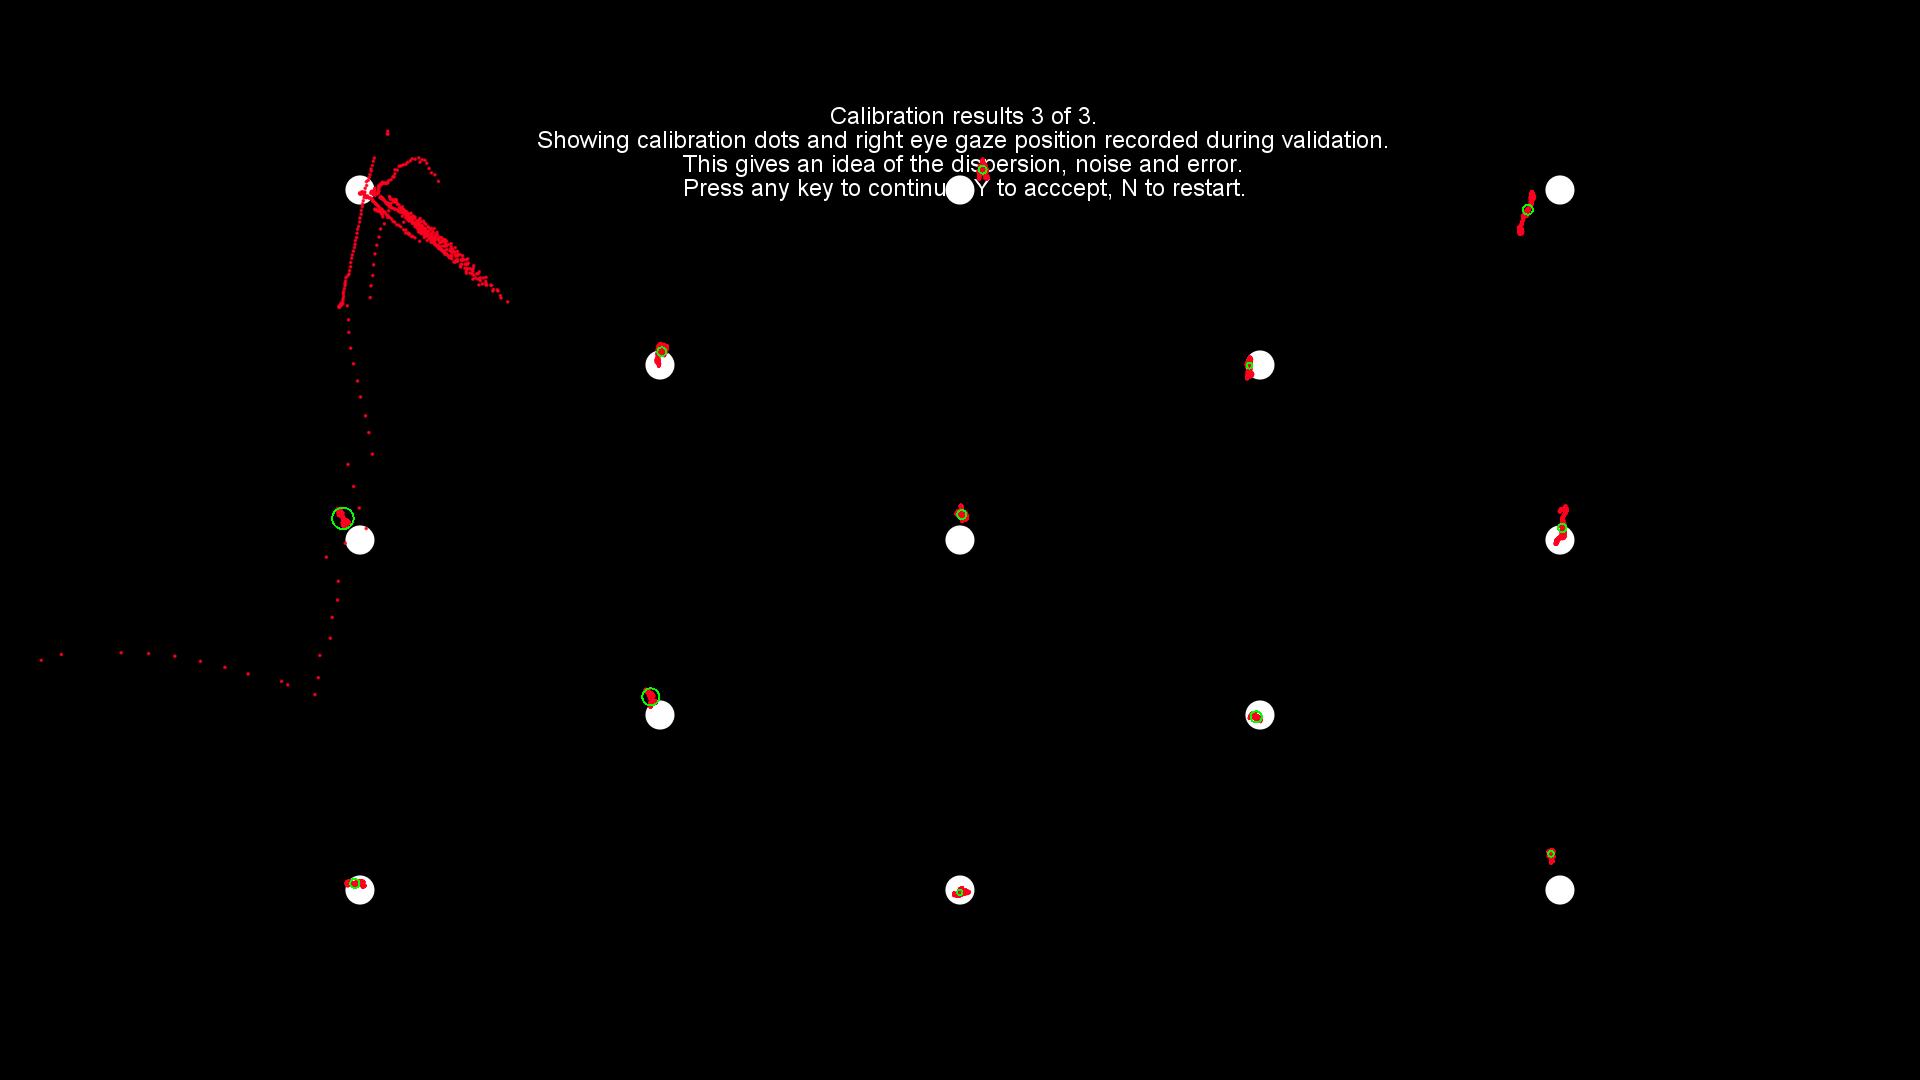 Calibration results 3 of 3.
Showing calibration dots and right eye gaze position recorded during validation.
This gives an idea of the dispersion, noise and error.
Press any key to continu Y to acccept, N to restart.